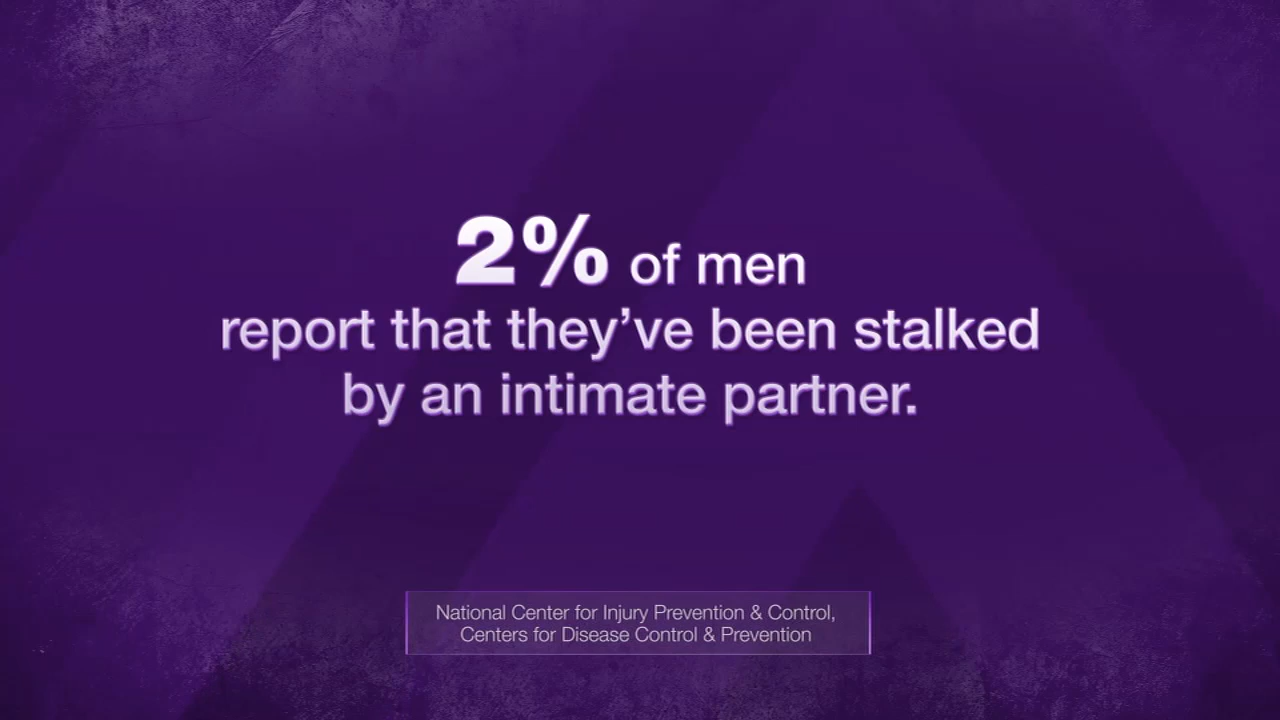 2% of men
report that they’ve been stalked
by an intimate partner.
National Center for Injury Prevention & Control,
Centers for Disease Control & Prevention